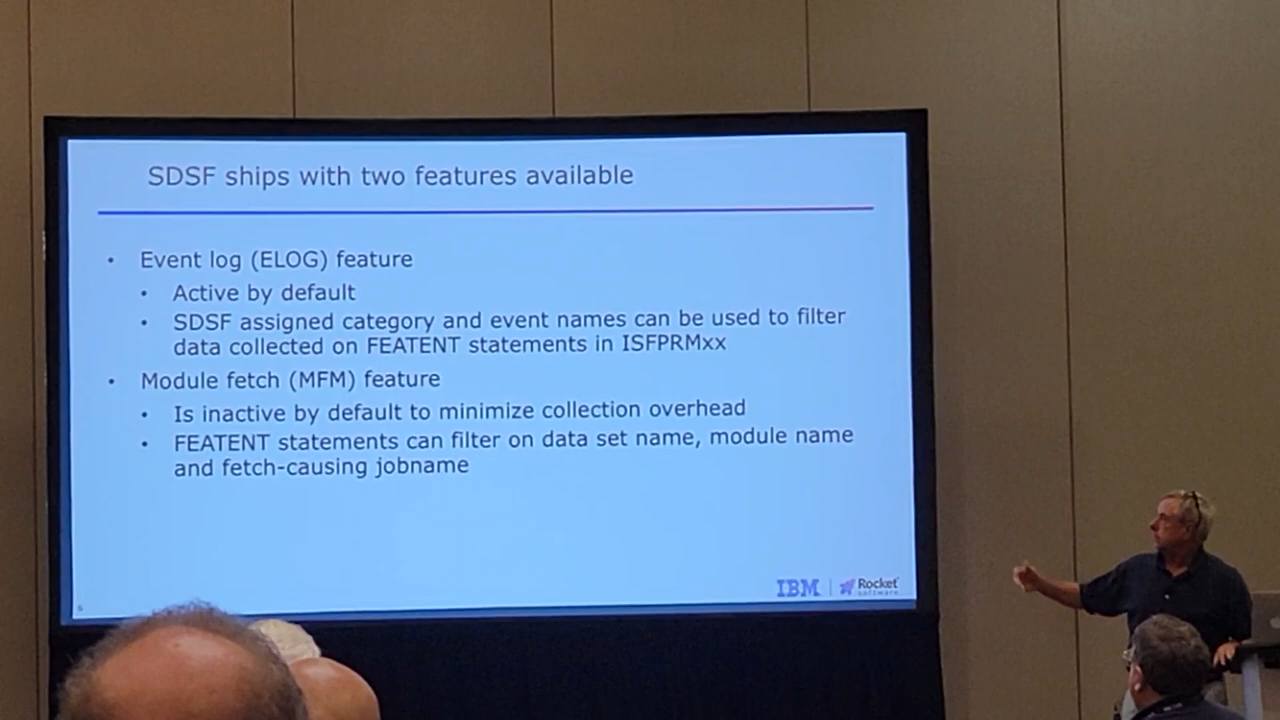 SDSF ships with two features available
• Event log (ELOG) feature
• Active by default
• SDSF assigned category and event names can be used to filter
data collected on FEATENT statements in ISFPRMxx
• Module fetch (MFM) feature
• Is inactive by default to minimize collection overhead
• FEATENT statements can filter on data set name, module name
and fetch-causing jobname
IBM | Rocket
software